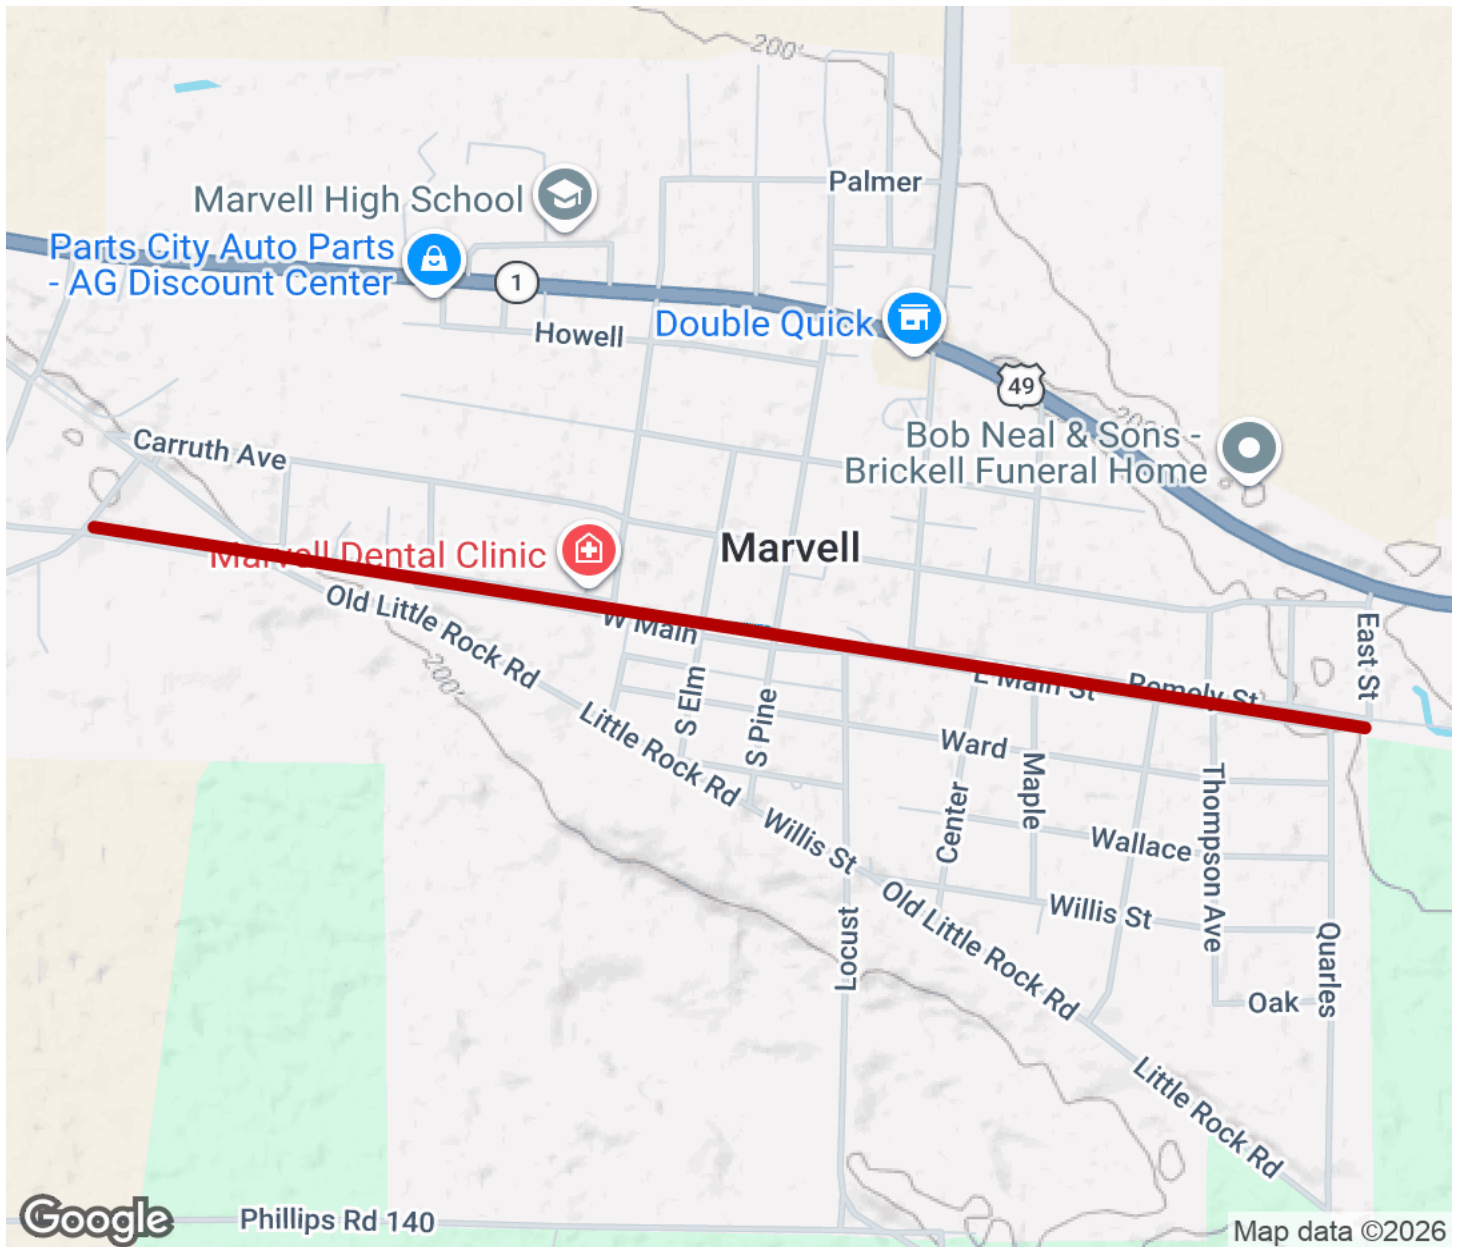 200'
Palmer
Marvell High School
Parts City Auto Parts
- AG Discount Center
1
Howell
Double Quick
49
200'
Bob Neal & Sons -
Brickell Funeral Home
Carruth Ave
Marvell
Marvell Dental Clinic
Old Little Rock Rd
W Main
200'
East St
E Main St
Remely St
S Elm
S Pine
Little Rock Rd
Ward
Maple
Center
Thompson Ave
Willis St
Wallace
Old Little Rock Rd
Willis St
Locust
Quarles
Oak
Little Rock Rd
Google
Phillips Rd 140
Map data ©2026